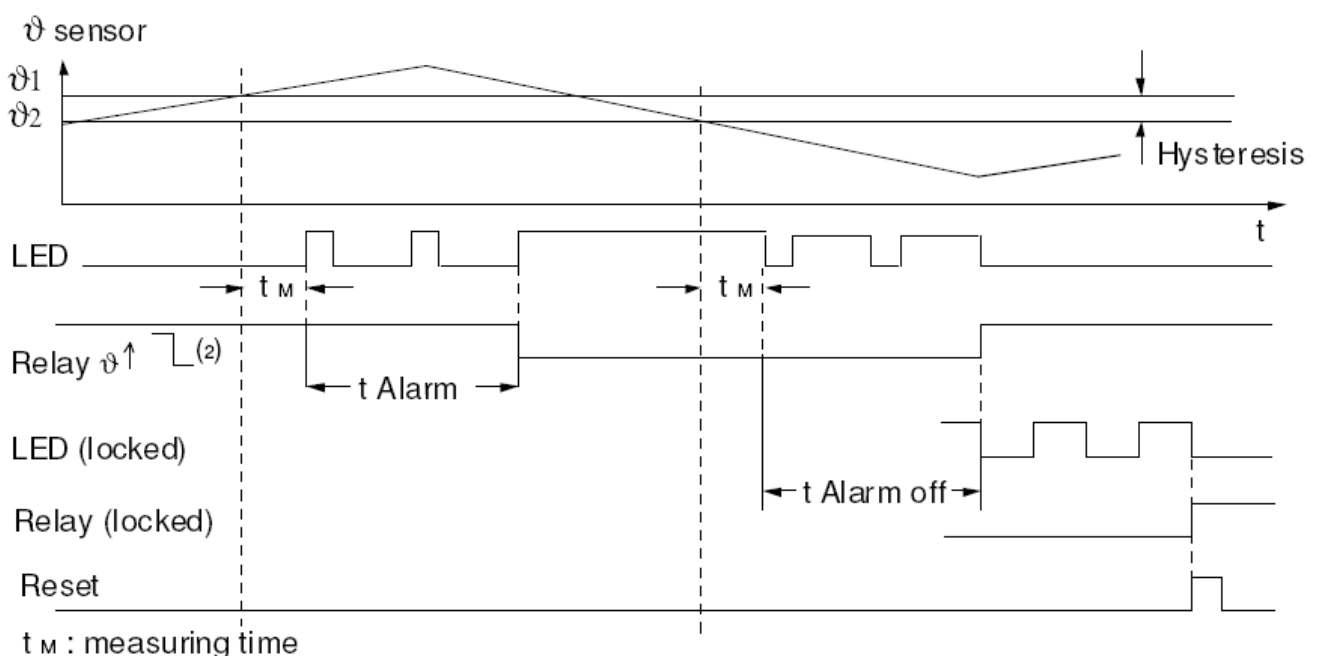 ϑ sensor
ϑ1
ϑ2
Hysteresis
t
LED
t M
t M
Relay ϑ↑
(2)
t Alarm
LED (locked)
t Alarm off
Relay (locked)
Reset
t M : measuring time